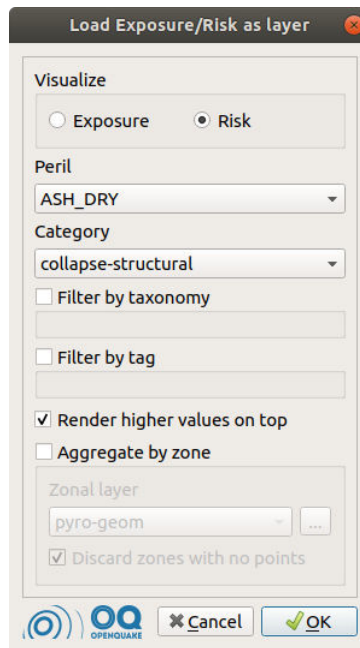 Load Exposure/Risk as layer
Visualize
Exposure Risk
Peril
ASH_DRY
Category
collapse-structural
Filter by taxonomy
Filter by tag
Render higher values on top
Aggregate by zone
Zonal layer
pyro-geom ...
Discard zones with no points
OQ
OPENQUAKE
Cancel OK